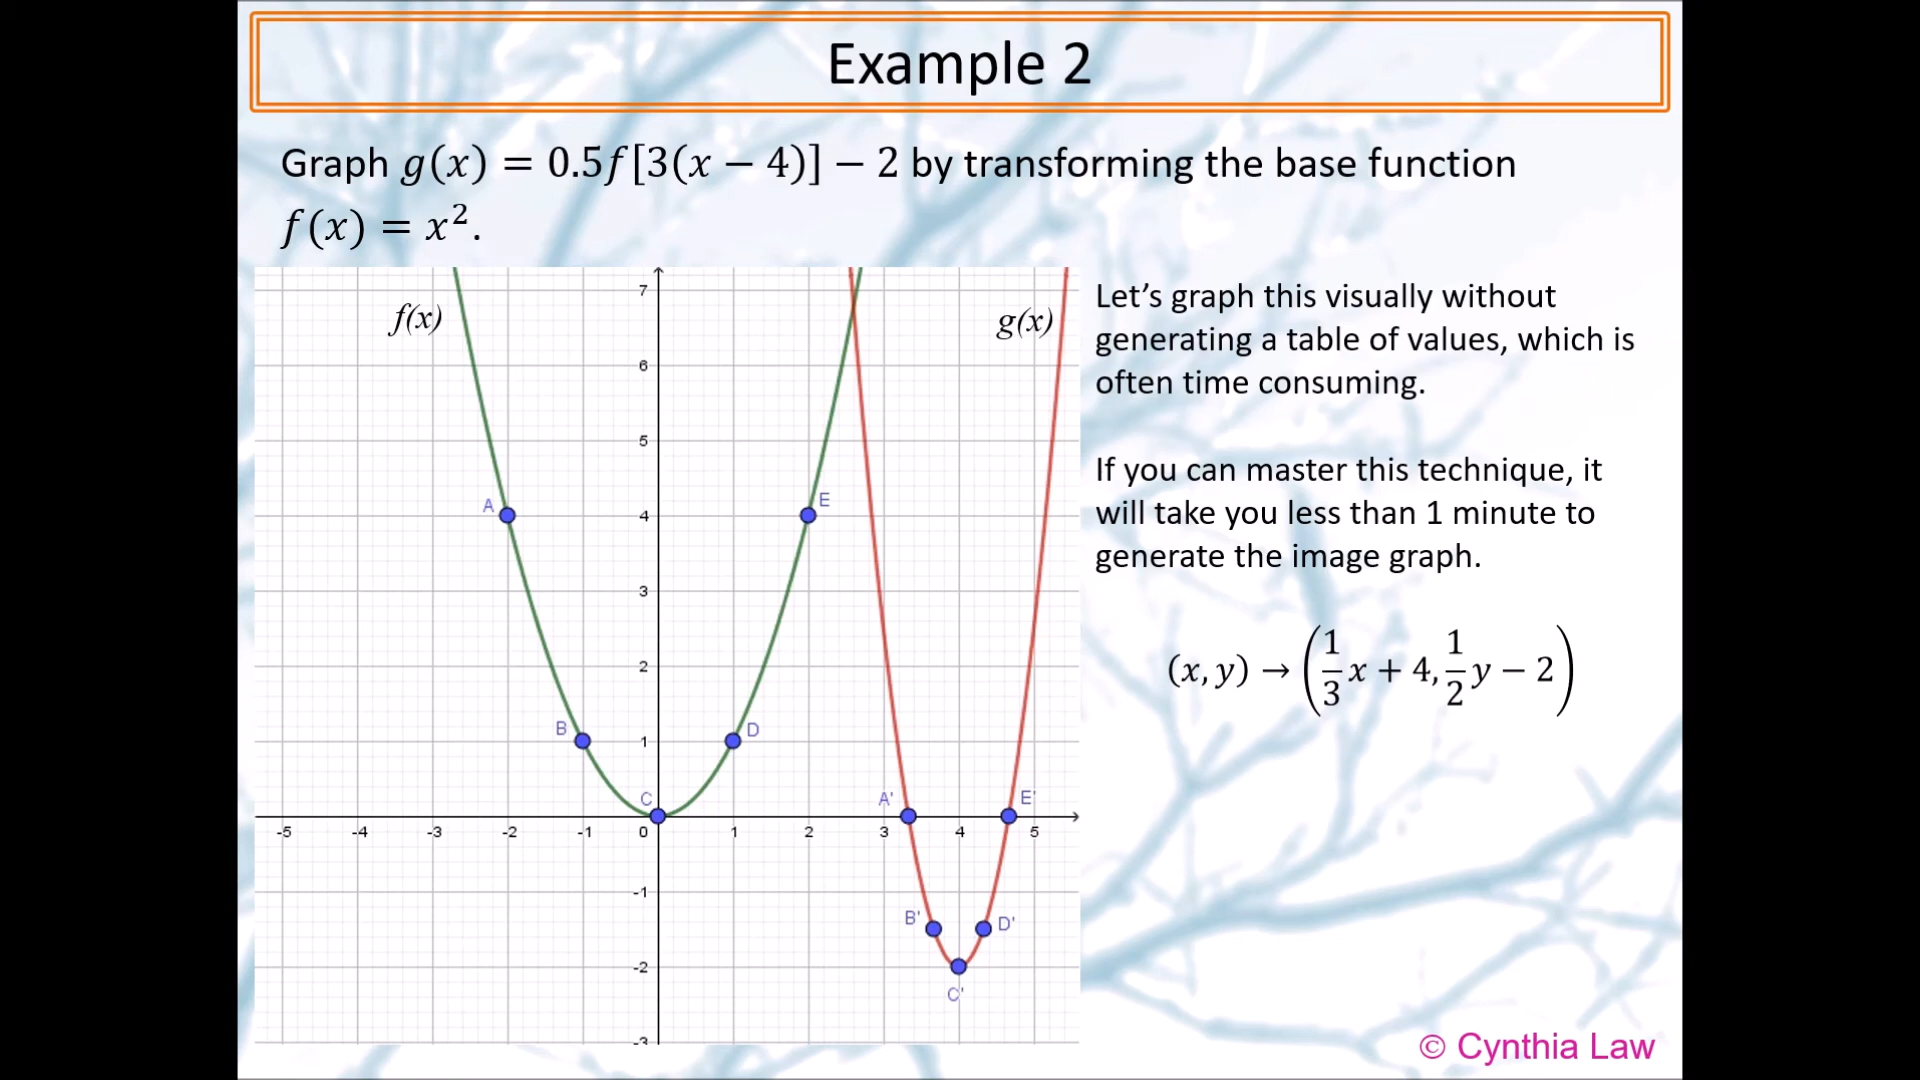 Example 2
Graph g(x) = 0.5f[3(x − 4)] − 2 by transforming the base function
f(x) = x².
f(x)
g(x)
7
6
5
4
3
2
1
0
-1
-2
-3
-5 -4 -3 -2 -1 1 2 3 4 5
A
B
C
D
E
A'
B'
C'
D'
E'
Let's graph this visually without
generating a table of values, which is
often time consuming.
If you can master this technique, it
will take you less than 1 minute to
generate the image graph.
(x, y) → (1/3 x + 4, 1/2 y − 2)
© Cynthia Law